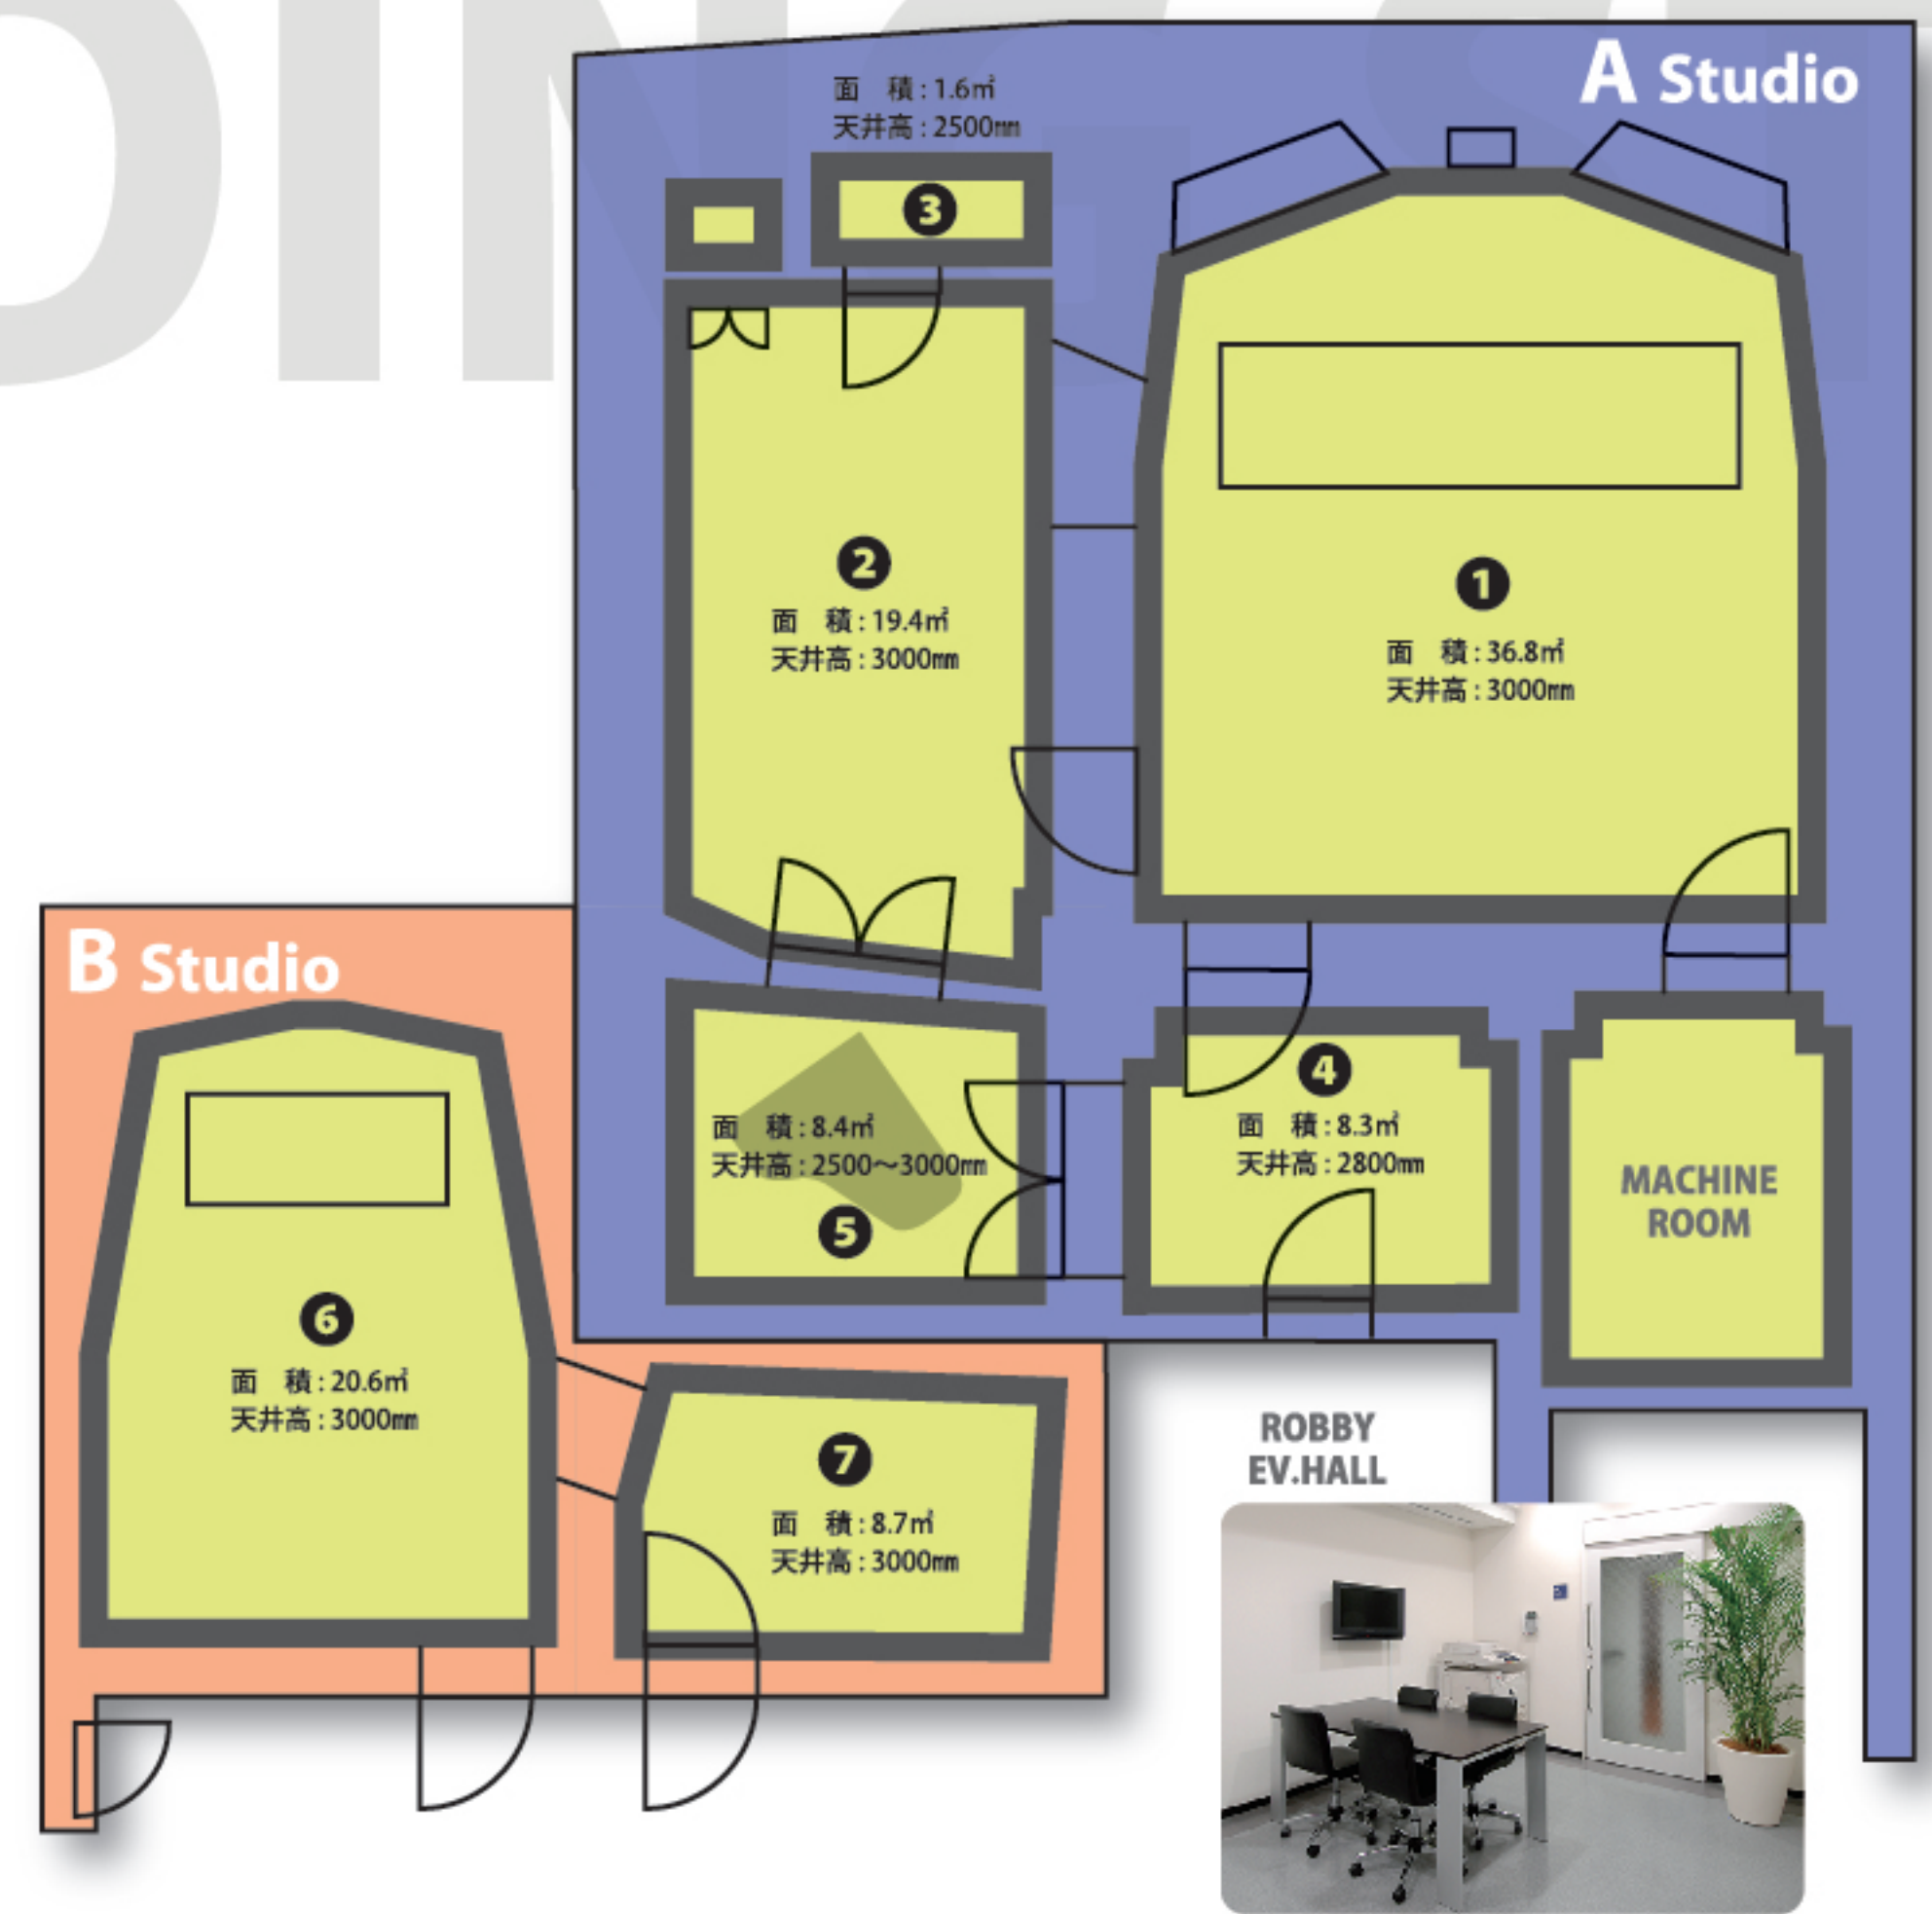 A Studio
面　積 : 1.6㎡
天井高 : 2500㎜
3
2
面　積 : 19.4㎡
天井高 : 3000㎜
1
面　積 : 36.8㎡
天井高 : 3000㎜
B Studio
4
面　積 : 8.3㎡
天井高 : 2800㎜
面　積 : 8.4㎡
天井高 : 2500～3000㎜
5
MACHINE
ROOM
6
面　積 : 20.6㎡
天井高 : 3000㎜
7
面　積 : 8.7㎡
天井高 : 3000㎜
ROBBY
EV.HALL